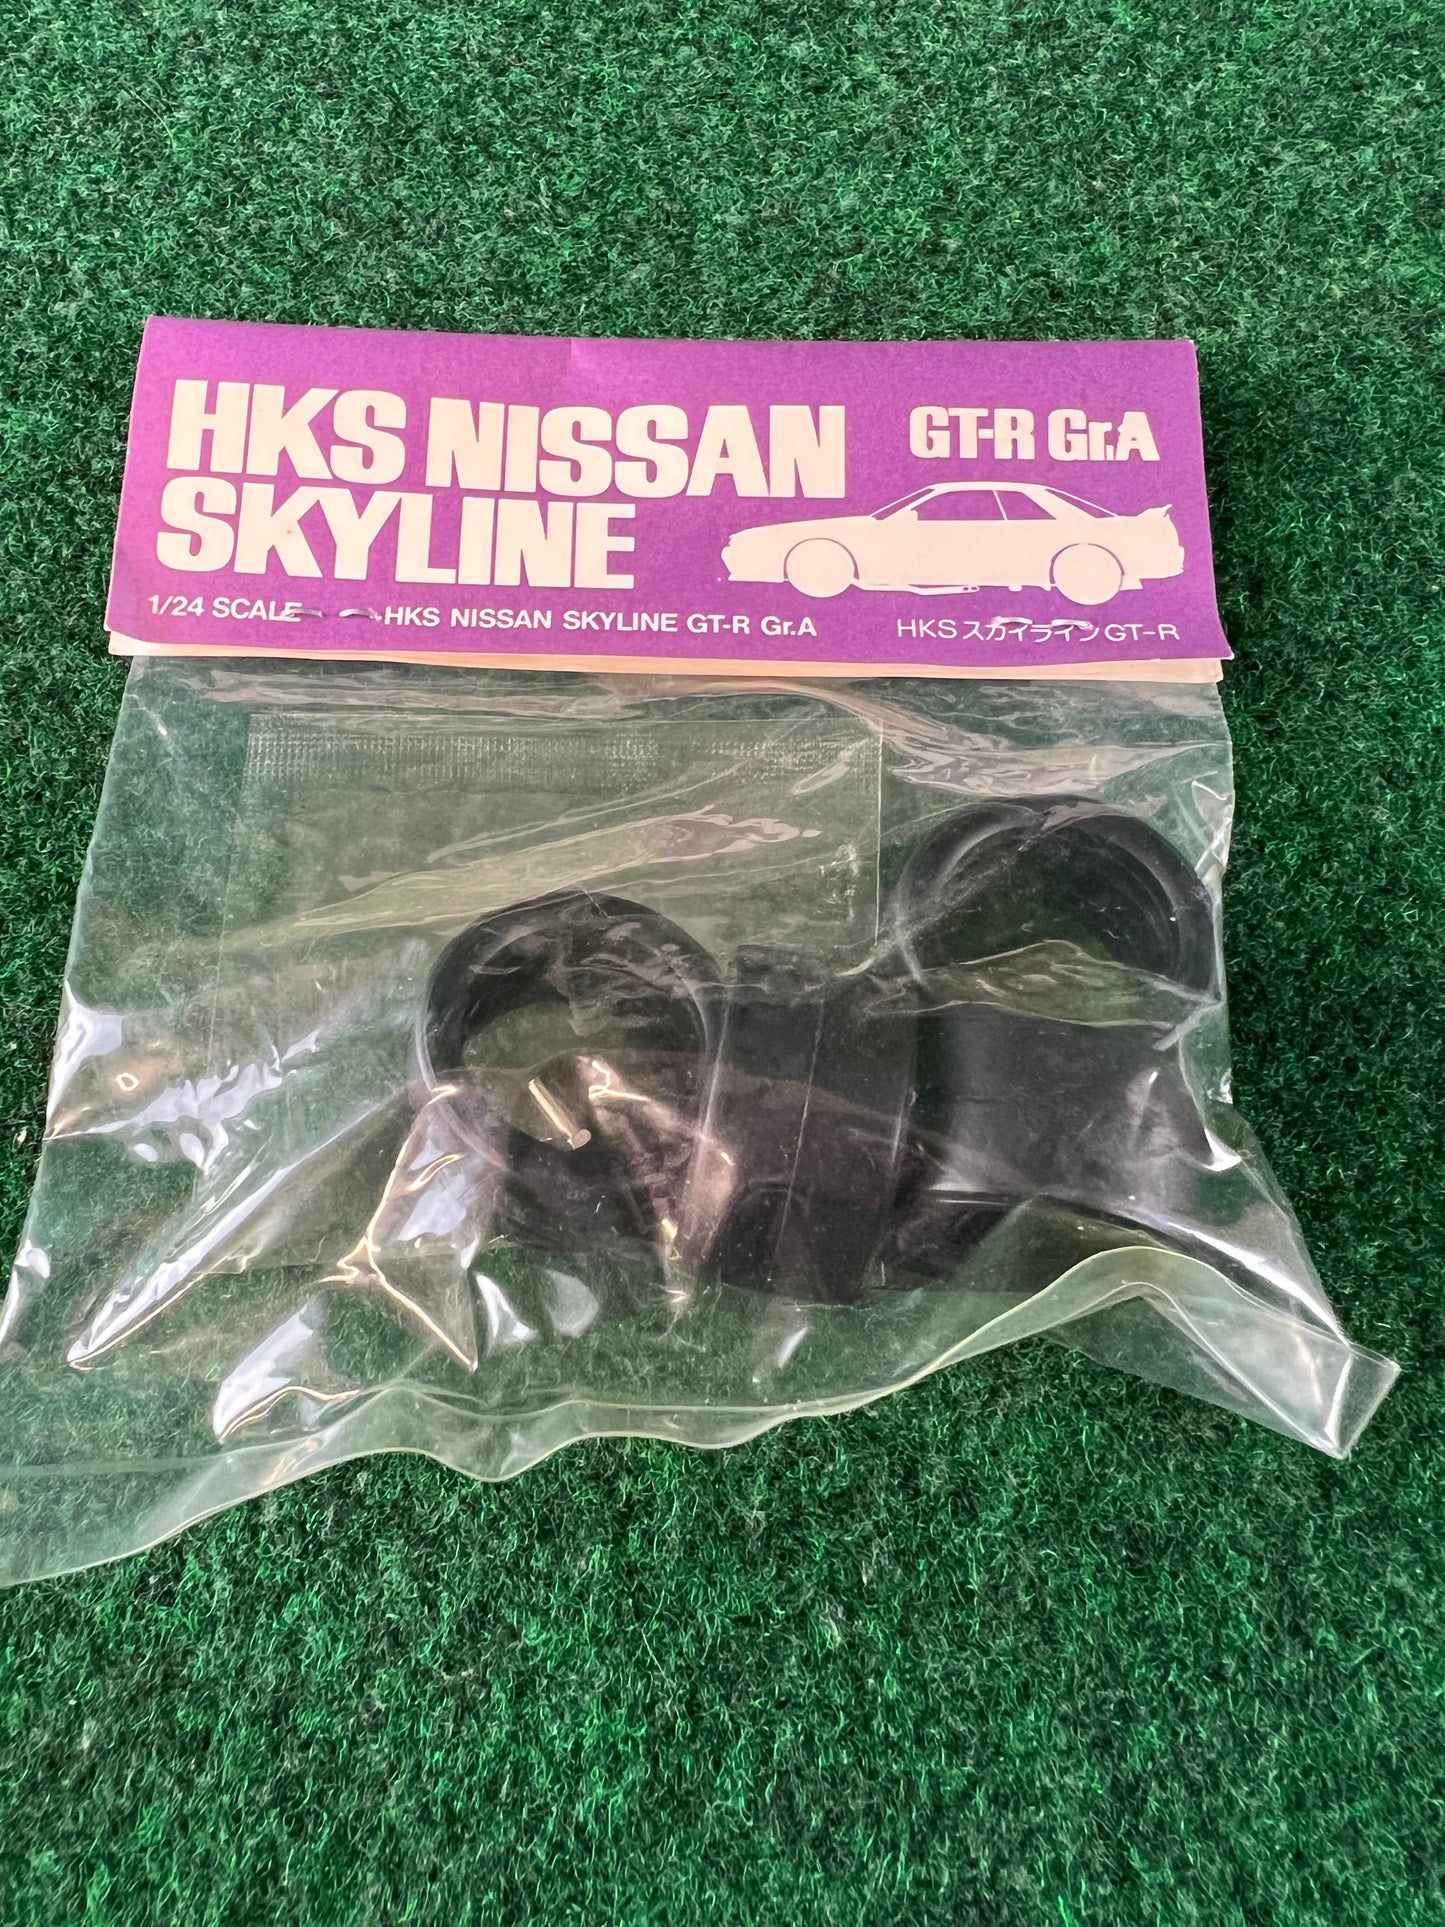 HKS NISSAN
SKYLINE
GT-R Gr.A
1/24 SCALE HKS NISSAN SKYLINE GT-R Gr.A
HKSスカイラインGT-R